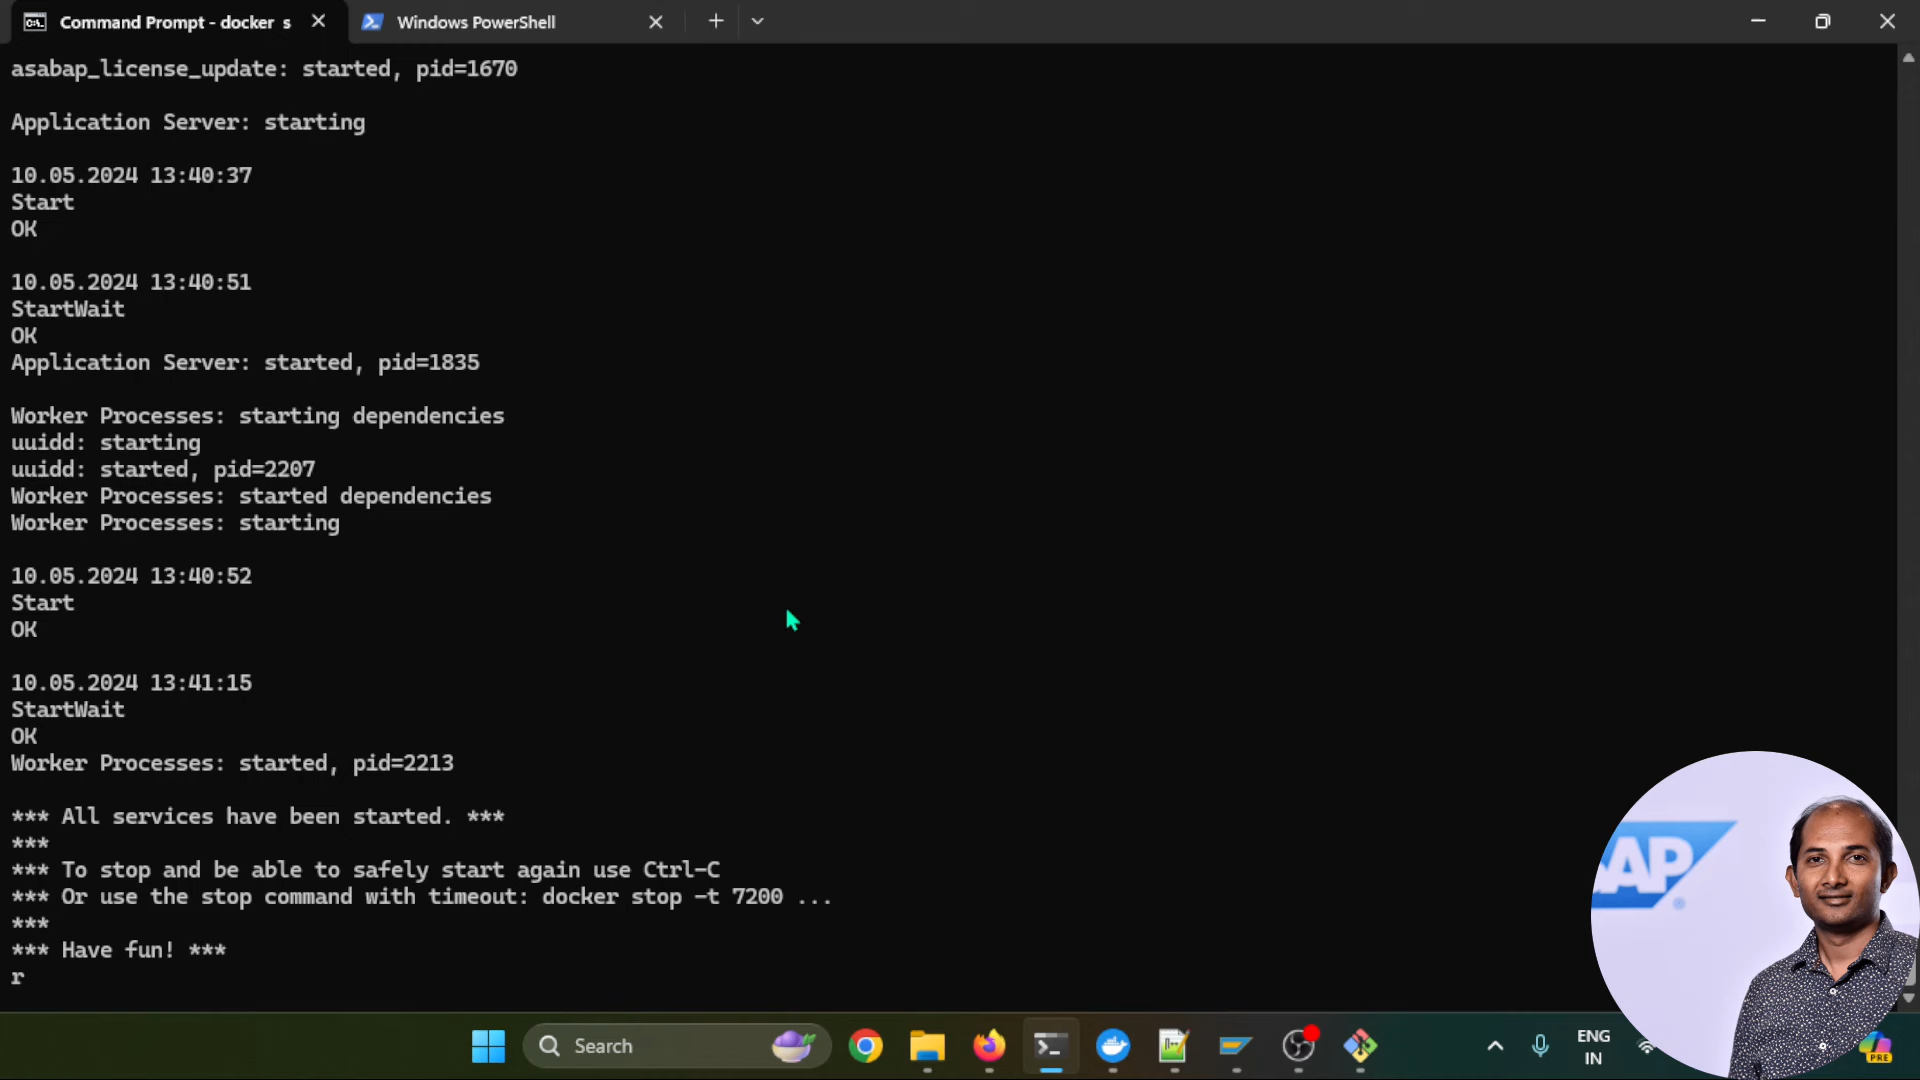 Command Prompt - docker s
Windows PowerShell
asabap_license_update: started, pid=1670
Application Server: starting
10.05.2024 13:40:37
Start
OK
10.05.2024 13:40:51
StartWait
OK
Application Server: started, pid=1835
Worker Processes: starting dependencies
uuidd: starting
uuidd: started, pid=2207
Worker Processes: started dependencies
Worker Processes: starting
10.05.2024 13:40:52
Start
OK
10.05.2024 13:41:15
StartWait
OK
Worker Processes: started, pid=2213
*** All services have been started. ***
***
*** To stop and be able to safely start again use Ctrl-C
*** Or use the stop command with timeout: docker stop -t 7200 ...
***
*** Have fun! ***
r
AP
Search
ENG
IN
PRE